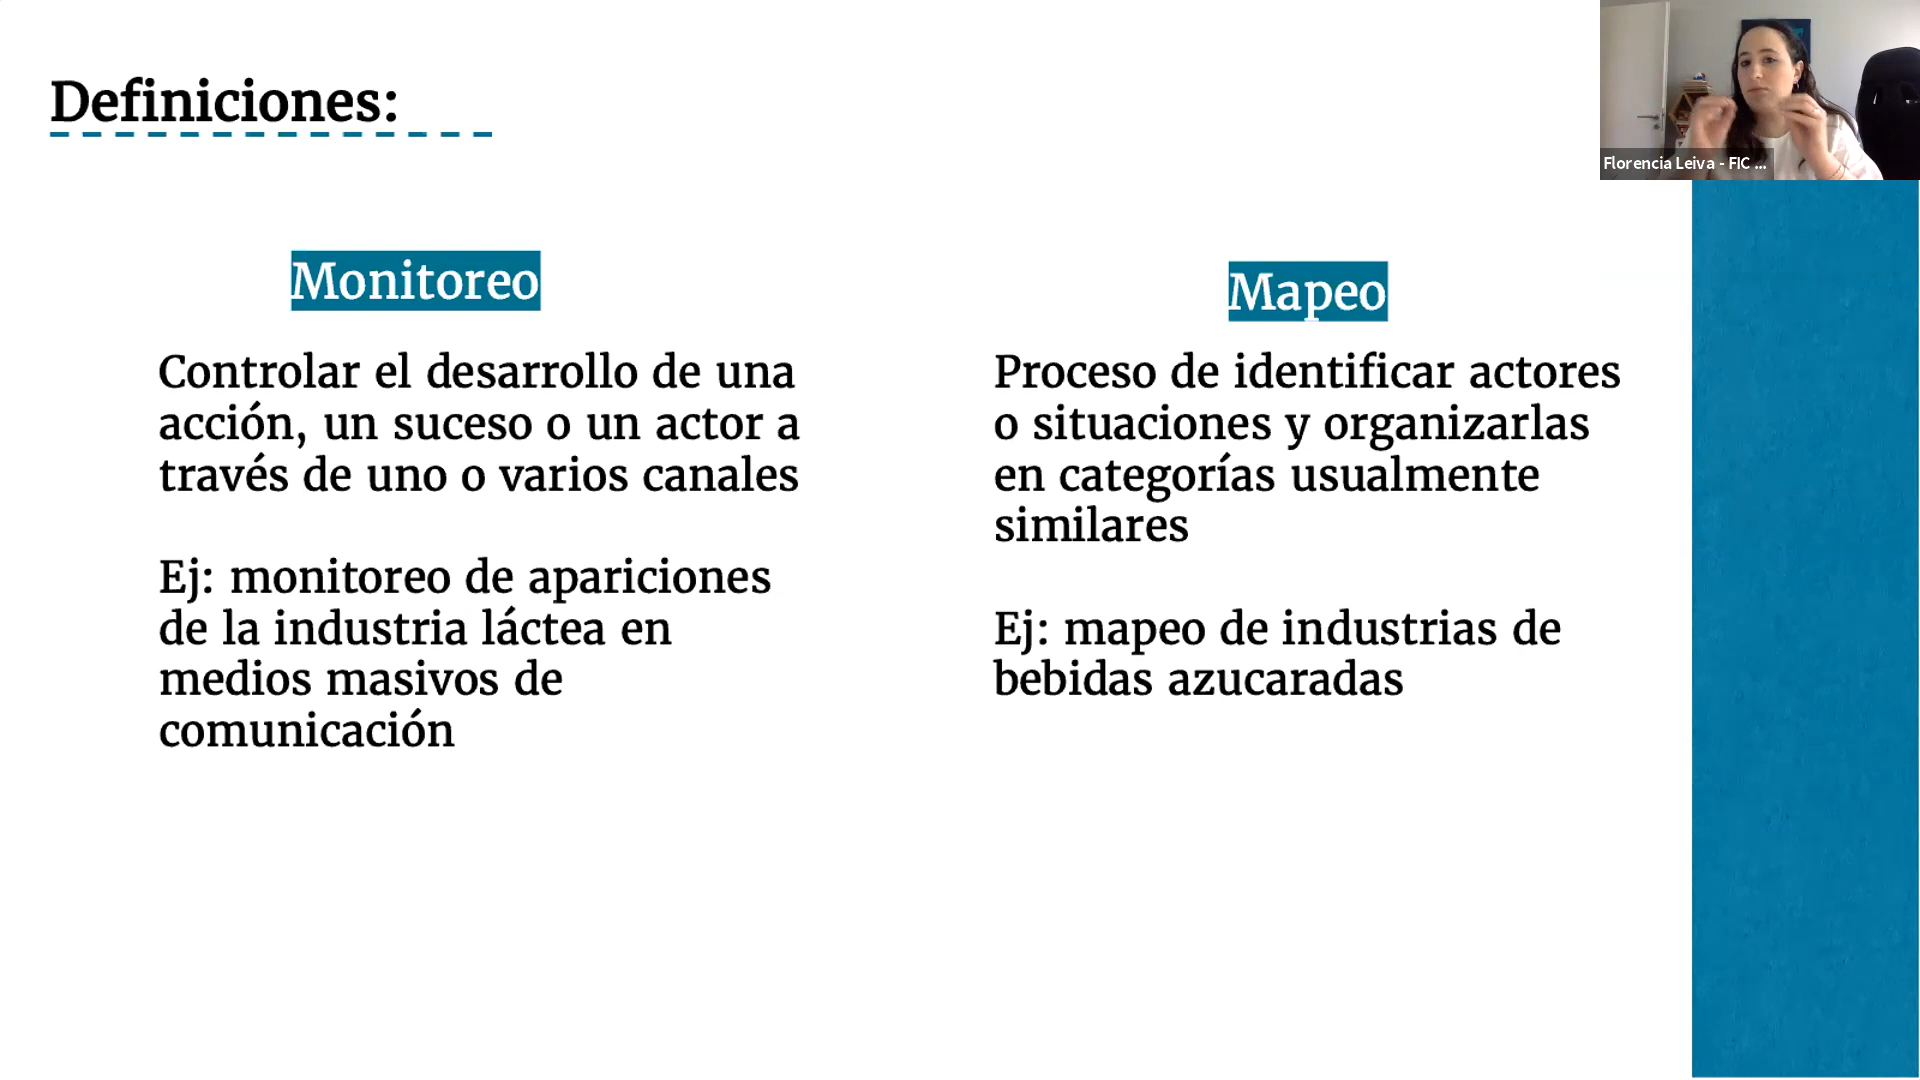 Definiciones:
Florencia Leiva - FIC ...
Monitoreo
Controlar el desarrollo de una
acción, un suceso o un actor a
través de uno o varios canales
Ej: monitoreo de apariciones
de la industria láctea en
medios masivos de
comunicación
Mapeo
Proceso de identificar actores
o situaciones y organizarlas
en categorías usualmente
similares
Ej: mapeo de industrias de
bebidas azucaradas